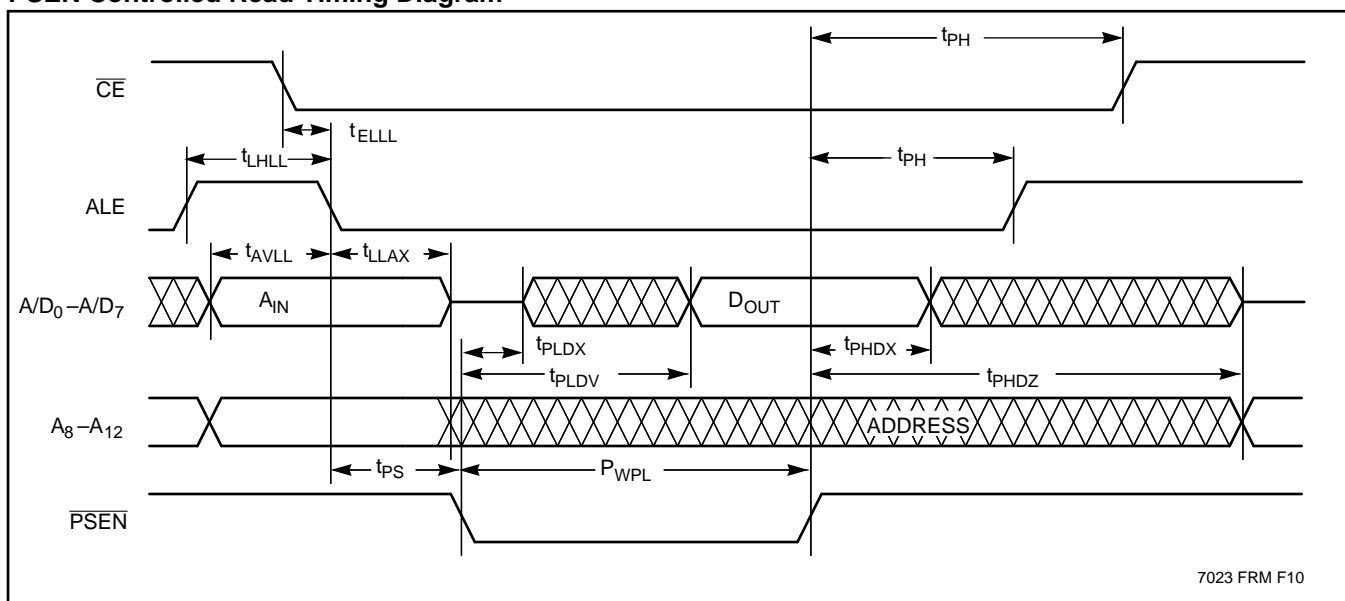 PSEN Controlled Read Timing Diagram
tPH
CE
tELLL
tLHLL
tPH
ALE
tAVLL
tLLAX
A/D0–A/D7
AIN
DOUT
tPLDX
tPHDX
tPLDV
tPHDZ
A8–A12
ADDRESS
tPS
PWPL
PSEN
7023 FRM F10